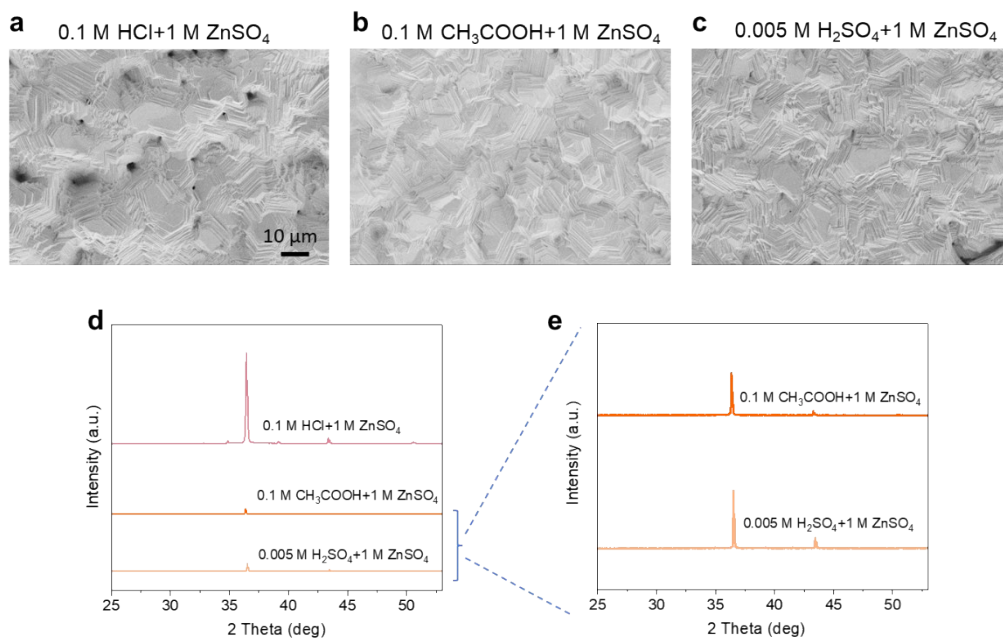 a
0.1 M HCl+1 M ZnSO₄
b
0.1 M CH₃COOH+1 M ZnSO₄
c
0.005 M H₂SO₄+1 M ZnSO₄
10 μm
d
Intensity (a.u.)
0.1 M HCl+1 M ZnSO₄
0.1 M CH₃COOH+1 M ZnSO₄
0.005 M H₂SO₄+1 M ZnSO₄
25 30 35 40 45 50
2 Theta (deg)
e
Intensity (a.u.)
0.1 M CH₃COOH+1 M ZnSO₄
0.005 M H₂SO₄+1 M ZnSO₄
25 30 35 40 45 50
2 Theta (deg)